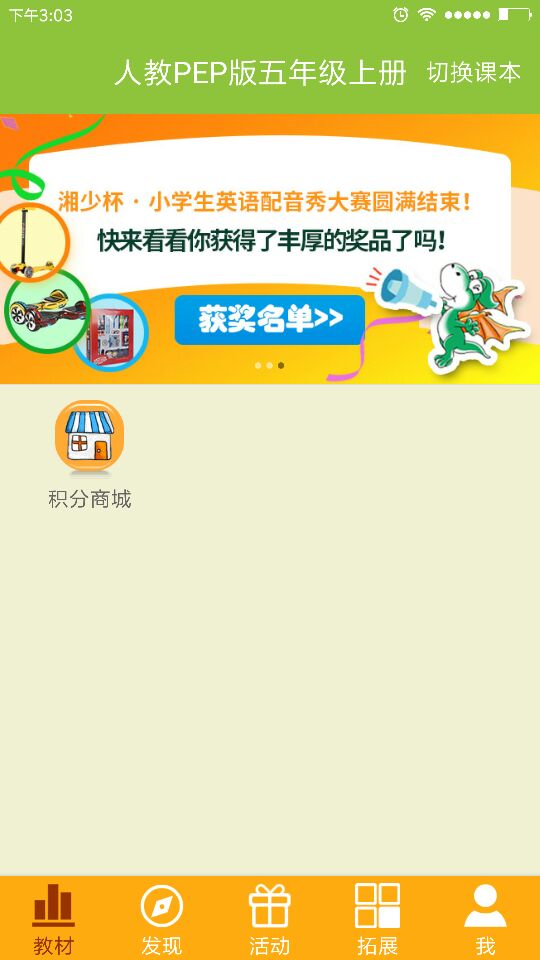 下午3:03
人教PEP版五年级上册 切换课本
湘少杯·小学生英语配音秀大赛圆满结束!
快来看看你获得了丰厚的奖品了吗!
获奖名单>>
积分商城
教材 发现 活动 拓展 我